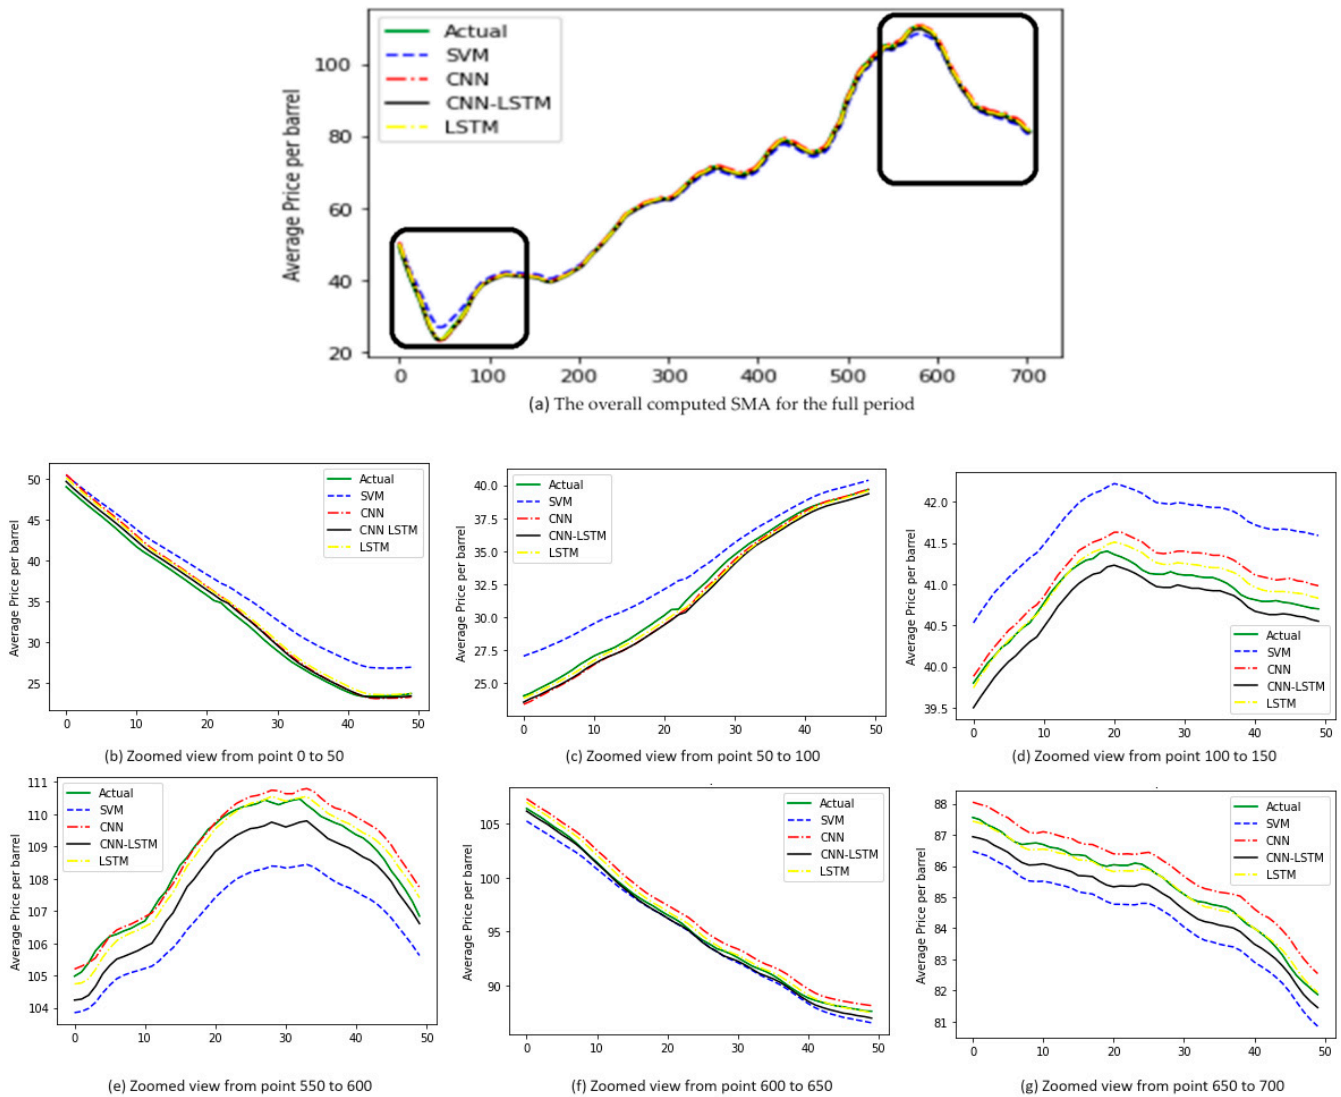 Actual
SVM
CNN
CNN-LSTM
LSTM
Average Price per barrel
100
80
60
40
20
0 100 200 300 400 500 600 700
(a) The overall computed SMA for the full period
Average Price per barrel
50
45
40
35
30
25
Actual
SVM
CNN
CNN LSTM
LSTM
0 10 20 30 40 50
(b) Zoomed view from point 0 to 50
Average Price per barrel
40.0
37.5
35.0
32.5
30.0
27.5
25.0
Actual
SVM
CNN
CNN-LSTM
LSTM
0 10 20 30 40 50
(c) Zoomed view from point 50 to 100
Average Price per barrel
42.0
41.5
41.0
40.5
40.0
39.5
Actual
SVM
CNN
CNN-LSTM
LSTM
0 10 20 30 40 50
(d) Zoomed view from point 100 to 150
Average Price per barrel
111
110
109
108
107
106
105
104
Actual
SVM
CNN
CNN-LSTM
LSTM
0 10 20 30 40 50
(e) Zoomed view from point 550 to 600
Average Price per barrel
105
100
95
90
Actual
SVM
CNN
CNN-LSTM
LSTM
0 10 20 30 40 50
(f) Zoomed view from point 600 to 650
Average Price per barrel
88
87
86
85
84
83
82
81
Actual
SVM
CNN
CNN-LSTM
LSTM
0 10 20 30 40 50
(g) Zoomed view from point 650 to 700